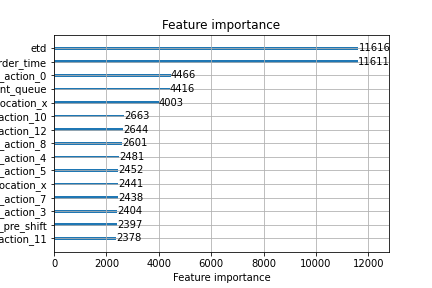 Feature importance
etd 11616
rder_time 11611
_action_0 4466
nt_queue 4416
ocation_x 4003
action_10 2663
action_12 2644
_action_8 2601
_action_4 2481
_action_5 2452
ocation_x 2441
_action_7 2438
_action_3 2404
_pre_shift 2397
action_11 2378
0 2000 4000 6000 8000 10000 12000
Feature importance